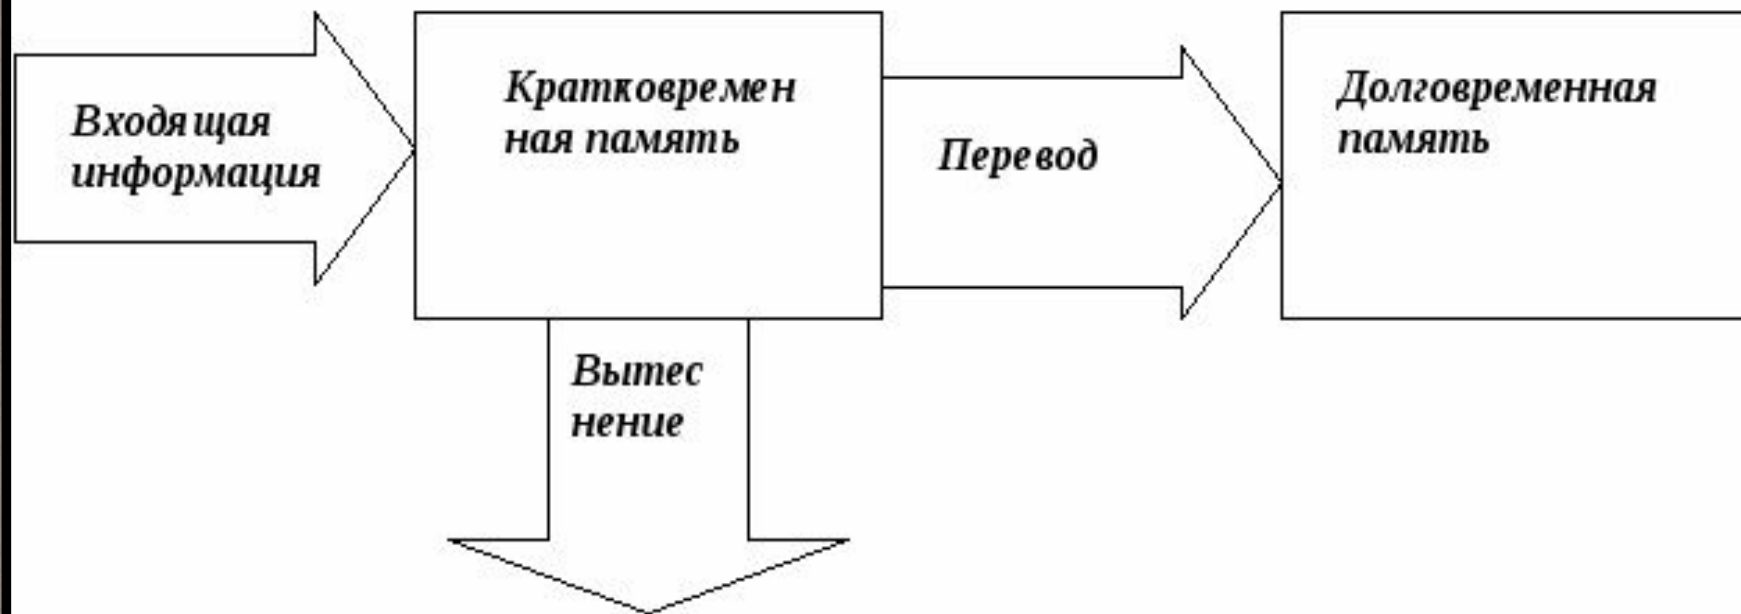 Входящая
информация
Кратковремен
ная память
Перевод
Долговременная
память
Вытес
нение